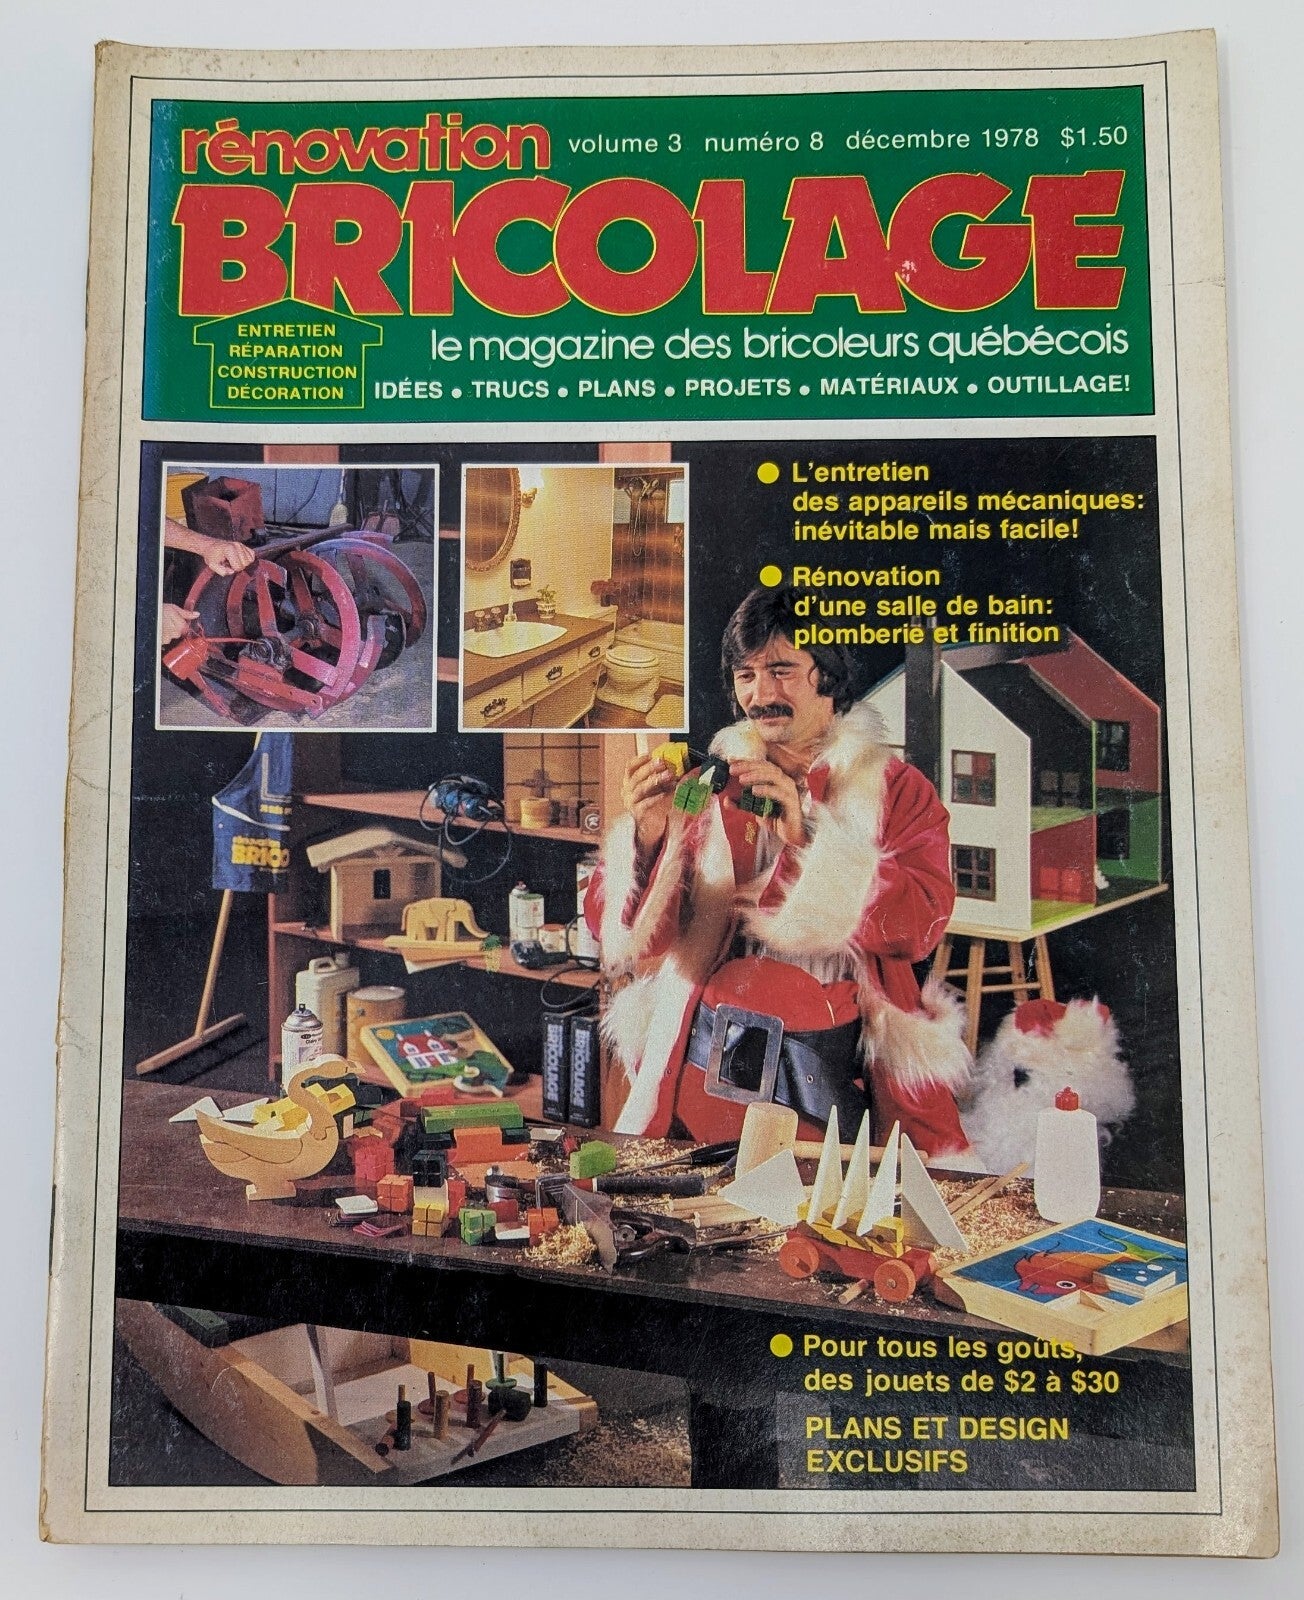 rénovation
volume 3 numéro 8 décembre 1978 $1.50
BRICOLAGE
ENTRETIEN
RÉPARATION
CONSTRUCTION
DÉCORATION
le magazine des bricoleurs québécois
IDÉES • TRUCS • PLANS • PROJETS • MATÉRIAUX • OUTILLAGE!
• L'entretien
des appareils mécaniques:
inévitable mais facile!
• Rénovation
d'une salle de bain:
plomberie et finition
rénovation
BRICO
BRICOLAGE
BRICOLAGE
• Pour tous les goûts,
des jouets de $2 à $30
PLANS ET DESIGN
EXCLUSIFS